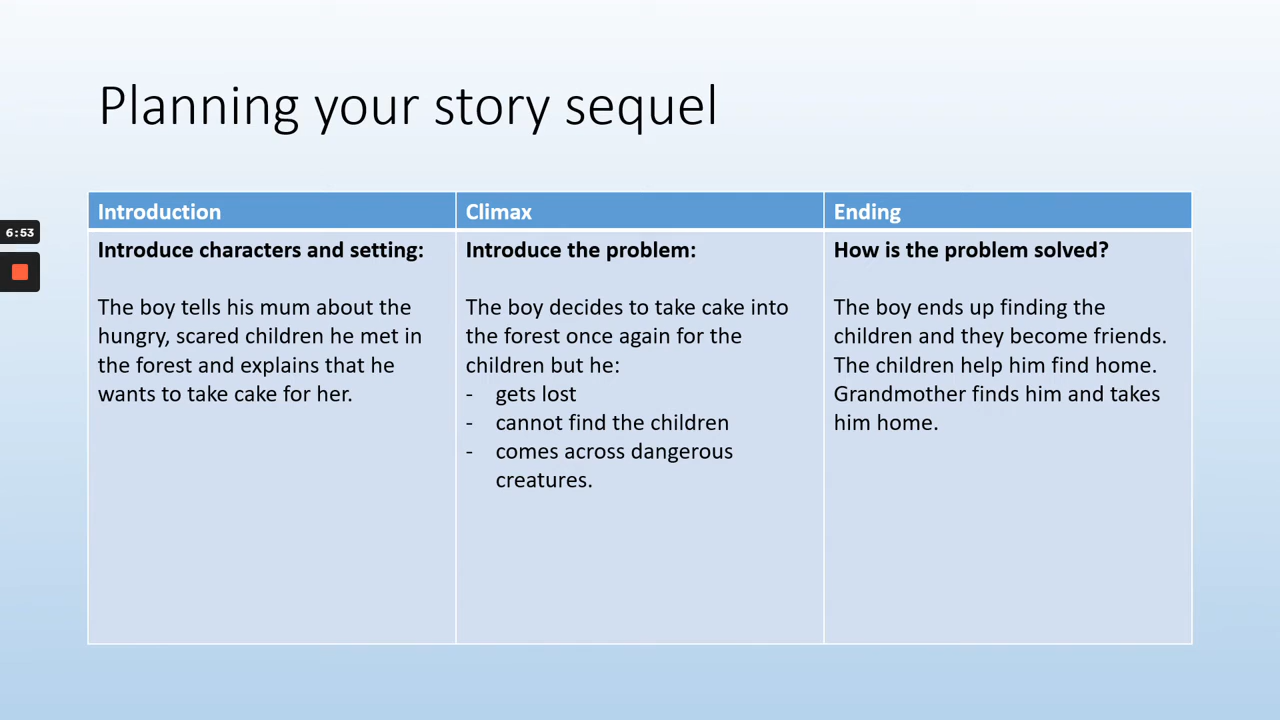 Planning your story sequel
6:53
Introduction
Introduce characters and setting:
The boy tells his mum about the
hungry, scared children he met in
the forest and explains that he
wants to take cake for her.
Climax
Introduce the problem:
The boy decides to take cake into
the forest once again for the
children but he:
- gets lost
- cannot find the children
- comes across dangerous
creatures.
Ending
How is the problem solved?
The boy ends up finding the
children and they become friends.
The children help him find home.
Grandmother finds him and takes
him home.